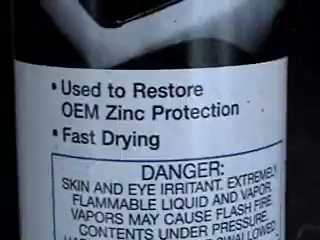 • Used to Restore
OEM Zinc Protection
• Fast Drying
DANGER:
SKIN AND EYE IRRITANT. EXTREMELY
FLAMMABLE LIQUID AND VAPOR.
VAPORS MAY CAUSE FLASH FIRE.
CONTENTS UNDER PRESSURE.
SWALLOWED